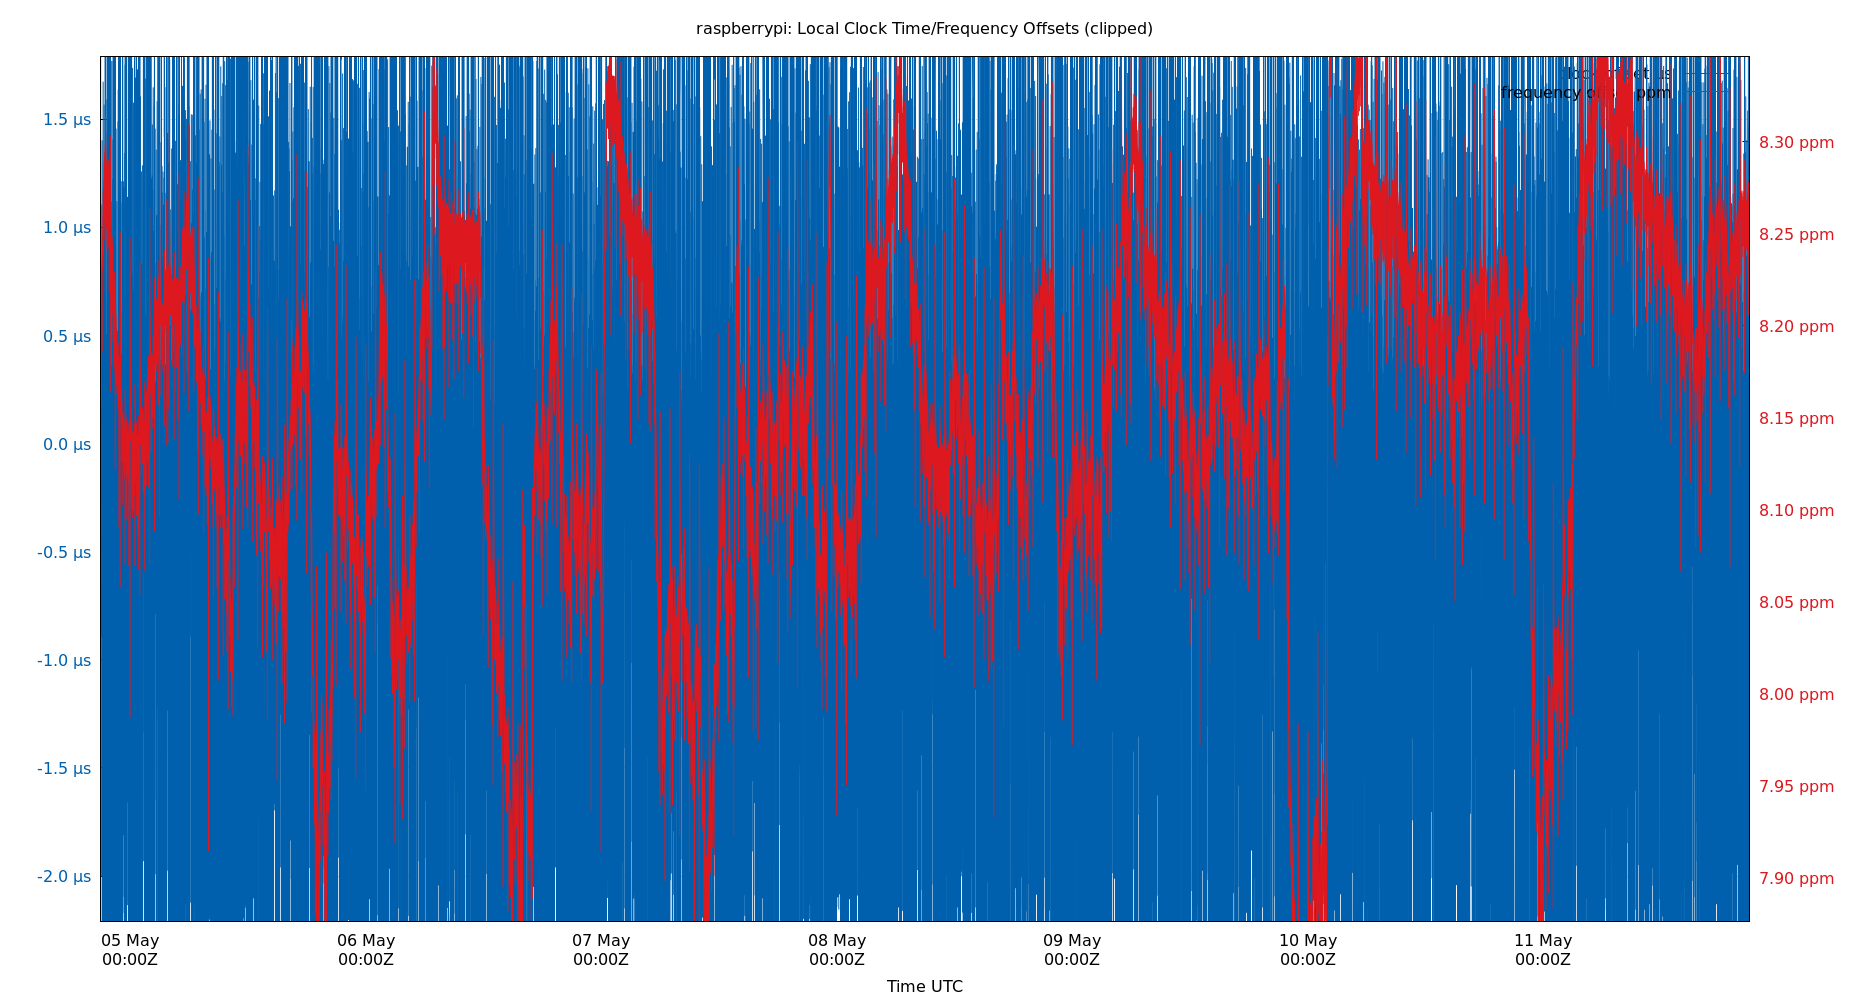 raspberrypi: Local Clock Time/Frequency Offsets (clipped)
frequency ppm
1.5 µs
1.0 µs
0.5 µs
0.0 µs
-0.5 µs
-1.0 µs
-1.5 µs
-2.0 µs
8.30 ppm
8.25 ppm
8.20 ppm
8.15 ppm
8.10 ppm
8.05 ppm
8.00 ppm
7.95 ppm
7.90 ppm
05 May 06 May 07 May 08 May 09 May 10 May 11 May
00:00Z 00:00Z 00:00Z 00:00Z 00:00Z 00:00Z 00:00Z
Time UTC